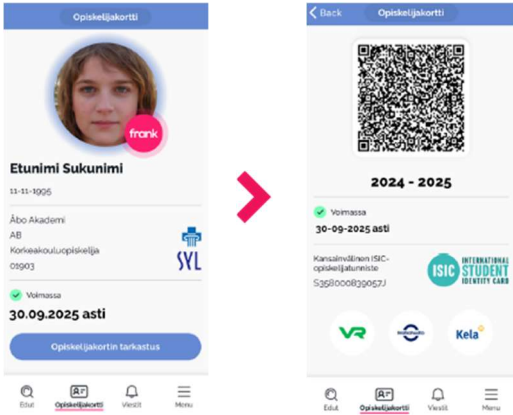 Opiskelijakortti
frank
Etunimi Sukunimi
11-11-1995
Åbo Akademi
AB
Korkeakouluopiskelija
01903
SYL
Voimassa
30.09.2025 asti
Opiskelijakortin tarkastus
Edut
Opiskelijakortti
Viestit
Menu
Back
Opiskelijakortti
2024 - 2025
Voimassa
30-09-2025 asti
Kansainvälinen ISIC-
opiskelijatunniste
S358000839057J
ISIC
INTERNATIONAL
STUDENT
IDENTITY CARD
VR
Kela
Edut
Opiskelijakortti
Viestit
Menu